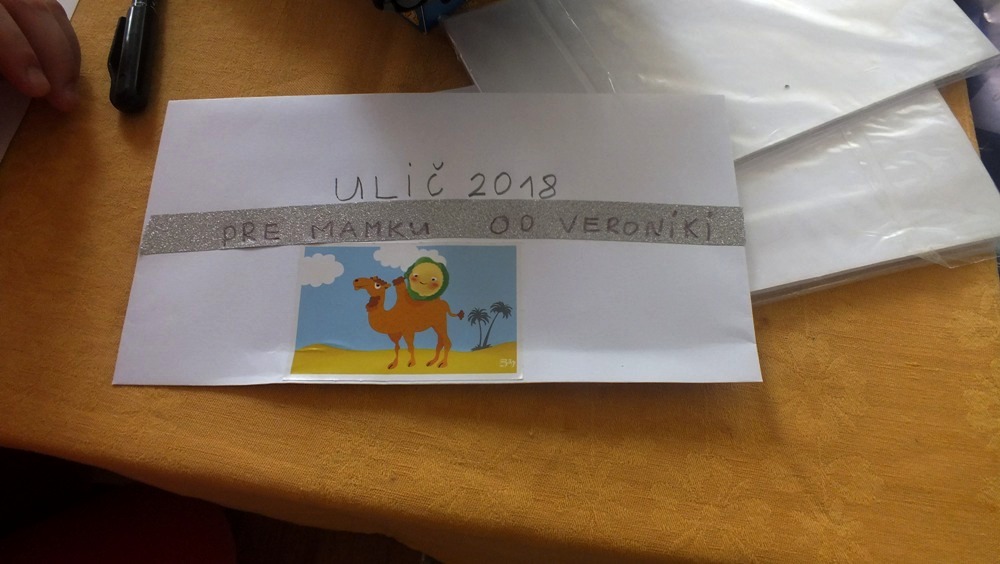 ULIČ 2018
PRE MAMKU OD VERONIKI